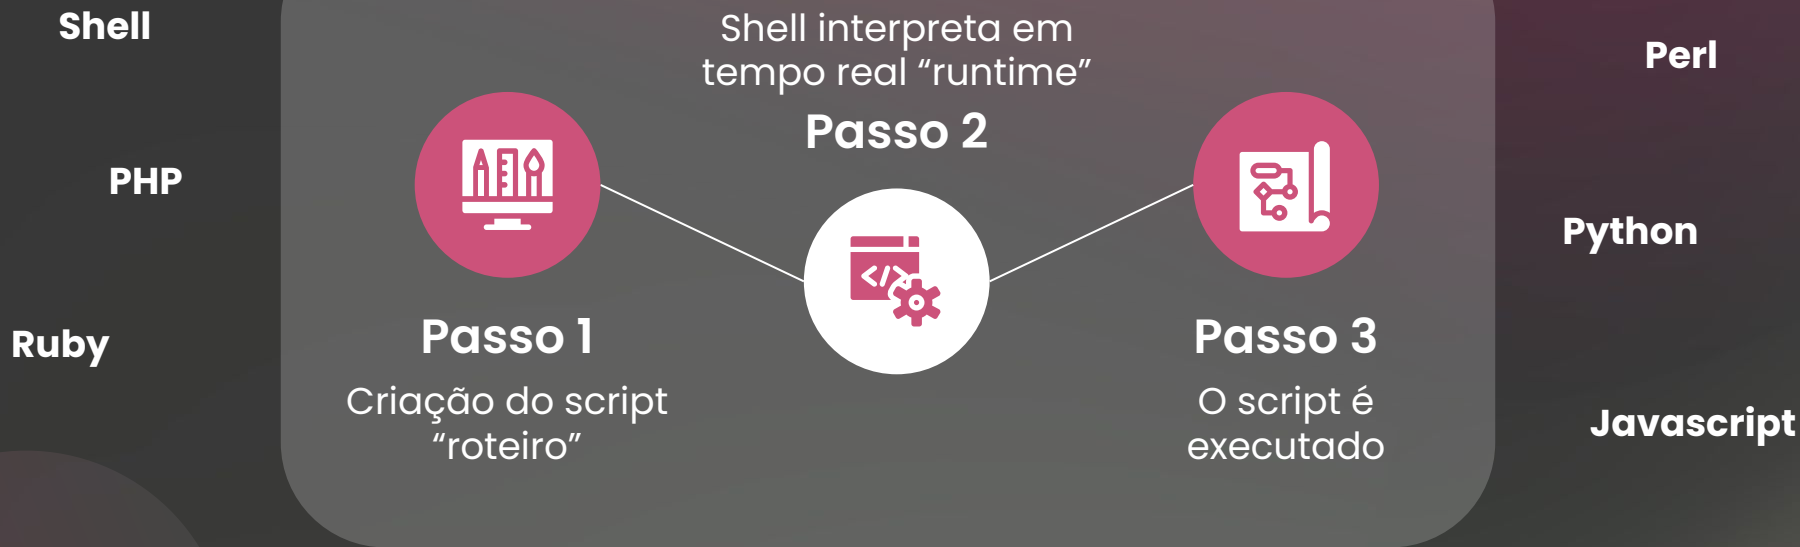 Shell
PHP
Ruby
Shell interpreta em
tempo real “runtime”
Passo 2
Passo 1
Criação do script
“roteiro”
Passo 3
O script é
executado
Perl
Python
Javascript